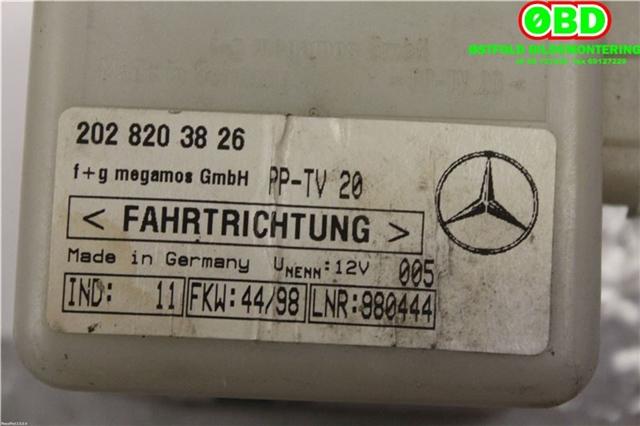 ØBD
ØSTFOLD BILDEMONTERING
202 820 38 26
f+g megamos GmbH PP-TV 20
< FAHRTRICHTUNG >
Made in Germany UNENN:12V 005
IND: 11 FKW:44/98 LNR:980444